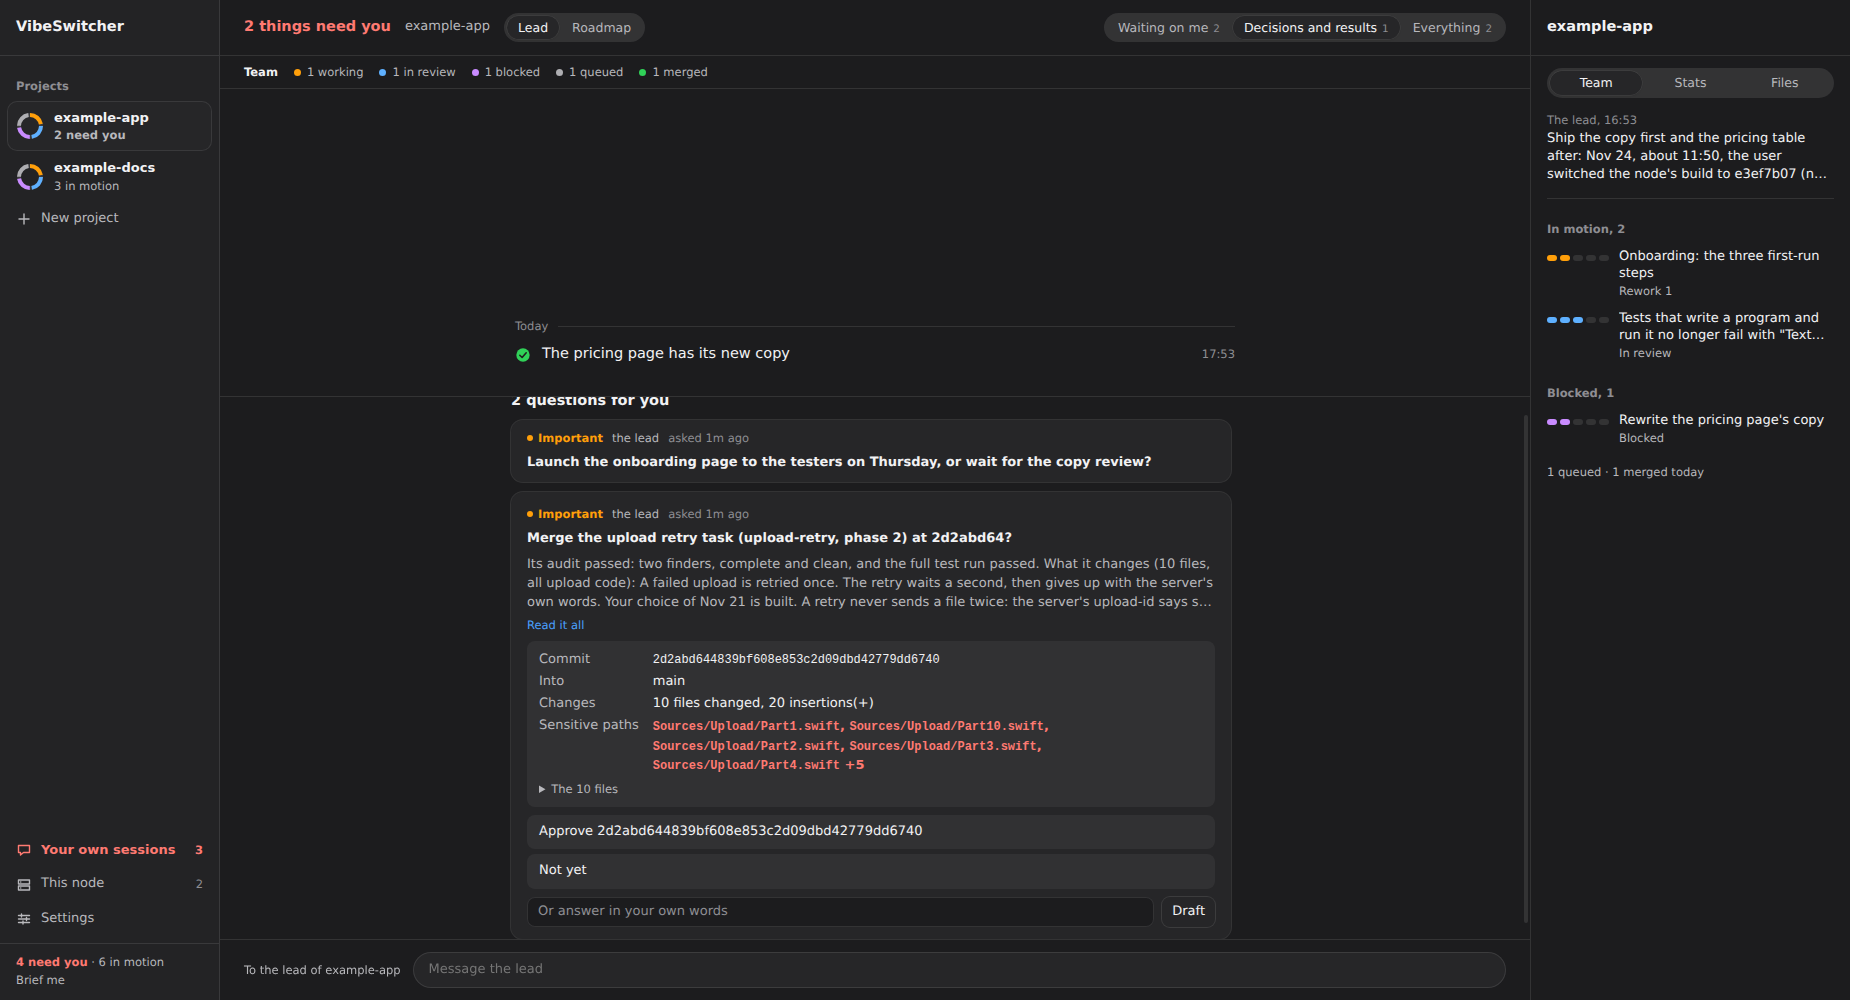 VibeSwitcher
Projects
example-app
2 need you
example-docs
3 in motion
New project
Your own sessions 3
This node 2
Settings
4 need you · 6 in motion
Brief me
2 things need you example-app Lead Roadmap
Waiting on me 2 Decisions and results 1 Everything 2
Team 1 working 1 in review 1 blocked 1 queued 1 merged
Today
The pricing page has its new copy 17:53
2 questions for you
Important the lead asked 1m ago
Launch the onboarding page to the testers on Thursday, or wait for the copy review?
Important the lead asked 1m ago
Merge the upload retry task (upload-retry, phase 2) at 2d2abd64?
Its audit passed: two finders, complete and clean, and the full test run passed. What it changes (10 files,
all upload code): A failed upload is retried once. The retry waits a second, then gives up with the server's
own words. Your choice of Nov 21 is built. A retry never sends a file twice: the server's upload-id says s…
Read it all
Commit 2d2abd644839bf608e853c2d09dbd42779dd6740
Into main
Changes 10 files changed, 20 insertions(+)
Sensitive paths Sources/Upload/Part1.swift, Sources/Upload/Part10.swift,
Sources/Upload/Part2.swift, Sources/Upload/Part3.swift,
Sources/Upload/Part4.swift +5
The 10 files
Approve 2d2abd644839bf608e853c2d09dbd42779dd6740
Not yet
Or answer in your own words Draft
To the lead of example-app Message the lead
example-app
Team Stats Files
The lead, 16:53
Ship the copy first and the pricing table
after: Nov 24, about 11:50, the user
switched the node's build to e3ef7b07 (n…
In motion, 2
Onboarding: the three first-run
steps
Rework 1
Tests that write a program and
run it no longer fail with "Text…
In review
Blocked, 1
Rewrite the pricing page's copy
Blocked
1 queued · 1 merged today